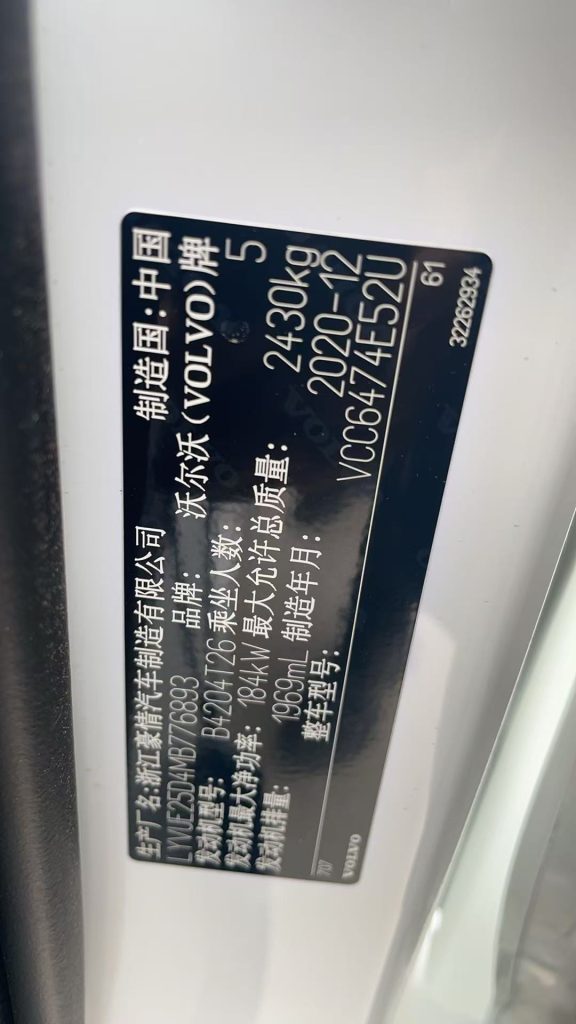 生产厂名:浙江豪情汽车制造有限公司 制造国:中国
LYVUE25D4MB776893 品牌: 沃尔沃(VOLVO)牌
发动机型号: B4204T26 乘坐人数: 5
发动机最大净功率: 184kW 最大允许总质量: 2430kg
发动机排量: 1969mL 制造年月: 2020-12
整车型号: VCC6474E52U
707 61
VOLVO 32262934